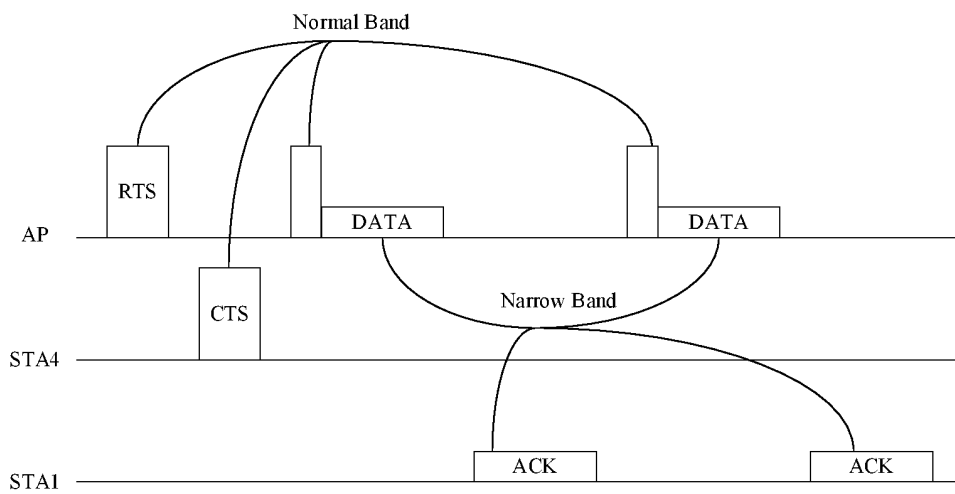 Normal Band
RTS
DATA
DATA
AP
CTS
Narrow Band
STA4
ACK
ACK
STA1